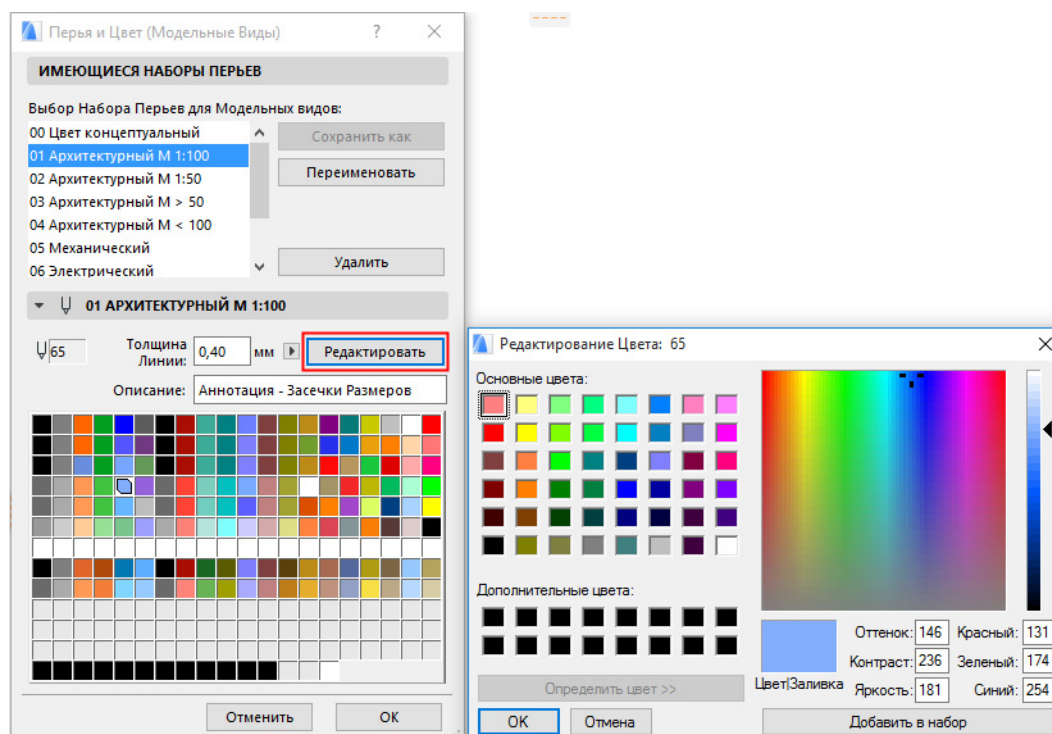 Перья и Цвет (Модельные Виды) ?
ИМЕЮЩИЕСЯ НАБОРЫ ПЕРЬЕВ
Выбор Набора Перьев для Модельных видов:
00 Цвет концептуальный
01 Архитектурный М 1:100
02 Архитектурный М 1:50
03 Архитектурный М > 50
04 Архитектурный М < 100
05 Механический
06 Электрический
Сохранить как
Переименовать
Удалить
01 АРХИТЕКТУРНЫЙ М 1:100
65
Толщина
Линии:
0,40 мм
Редактировать
Описание: Аннотация - Засечки Размеров
Отменить
ОК
Редактирование Цвета: 65
Основные цвета:
Дополнительные цвета:
Определить цвет >>
ОК
Отмена
Цвет|Заливка
Оттенок: 146
Контраст: 236
Яркость: 181
Красный: 131
Зеленый: 174
Синий: 254
Добавить в набор